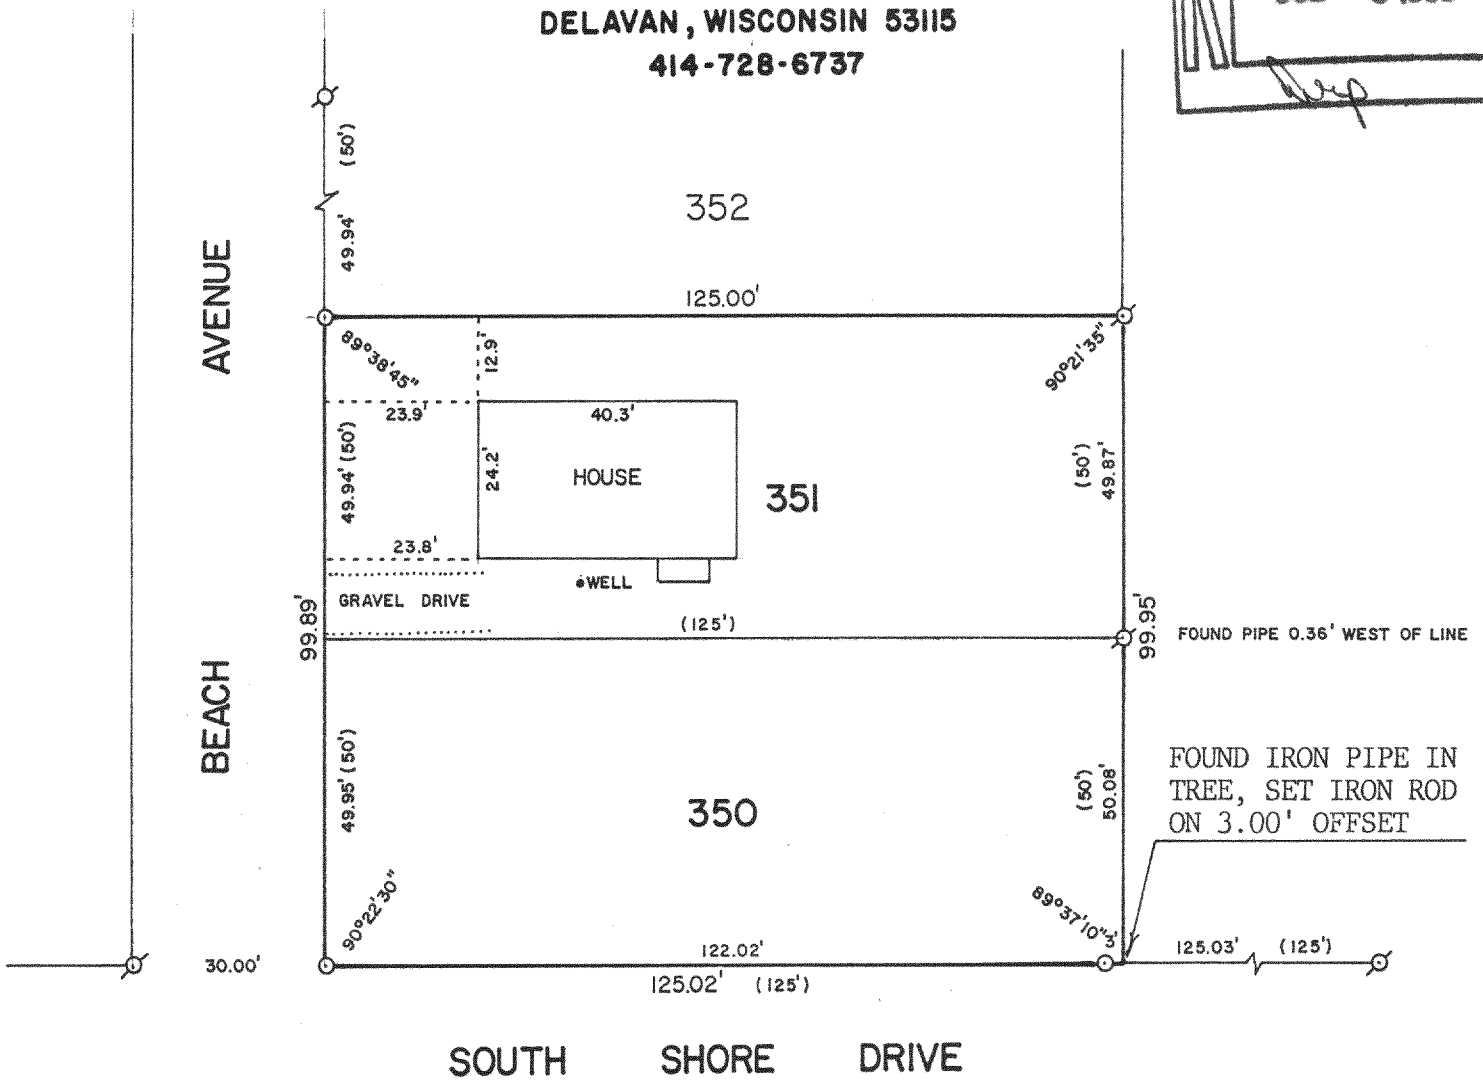 DELAVAN, WISCONSIN 53115
414-728-6737
(50')
49.94'
352
125.00'
AVENUE
89°38'45"
12.9'
90°21'35"
23.9'
40.3'
49.94' (50')
24.2'
HOUSE
351
(50')
49.87'
23.8'
WELL
GRAVEL DRIVE
99.89'
(125')
99.95'
FOUND PIPE 0.36' WEST OF LINE
BEACH
49.95' (50')
350
(50')
50.08'
FOUND IRON PIPE IN
TREE, SET IRON ROD
ON 3.00' OFFSET
90°22'30"
89°37'10"
3'
30.00'
122.02'
125.03' (125')
125.02' (125')
SOUTH SHORE DRIVE